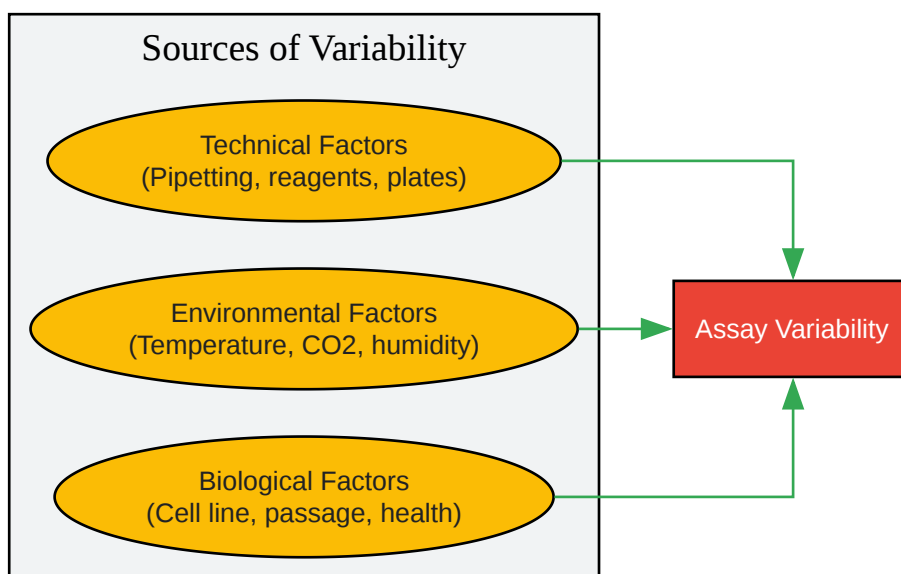 Sources of Variability
Technical Factors
(Pipetting, reagents, plates)
Environmental Factors
(Temperature, CO2, humidity)
Assay Variability
Biological Factors
(Cell line, passage, health)